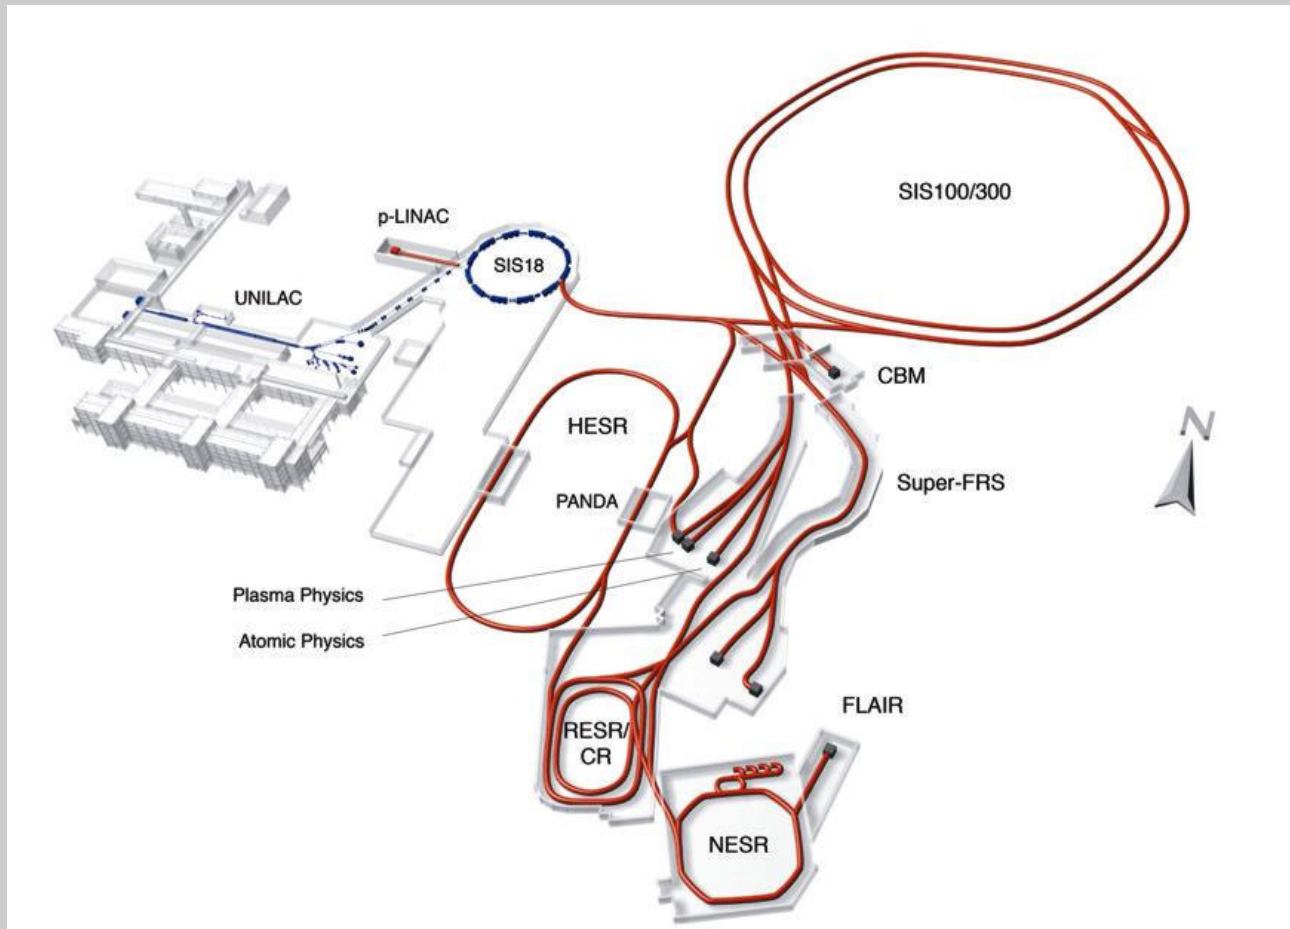 SIS100/300
p-LINAC
SIS18
UNILAC
CBM
HESR
N
Super-FRS
PANDA
Plasma Physics
Atomic Physics
FLAIR
RESR/
CR
NESR